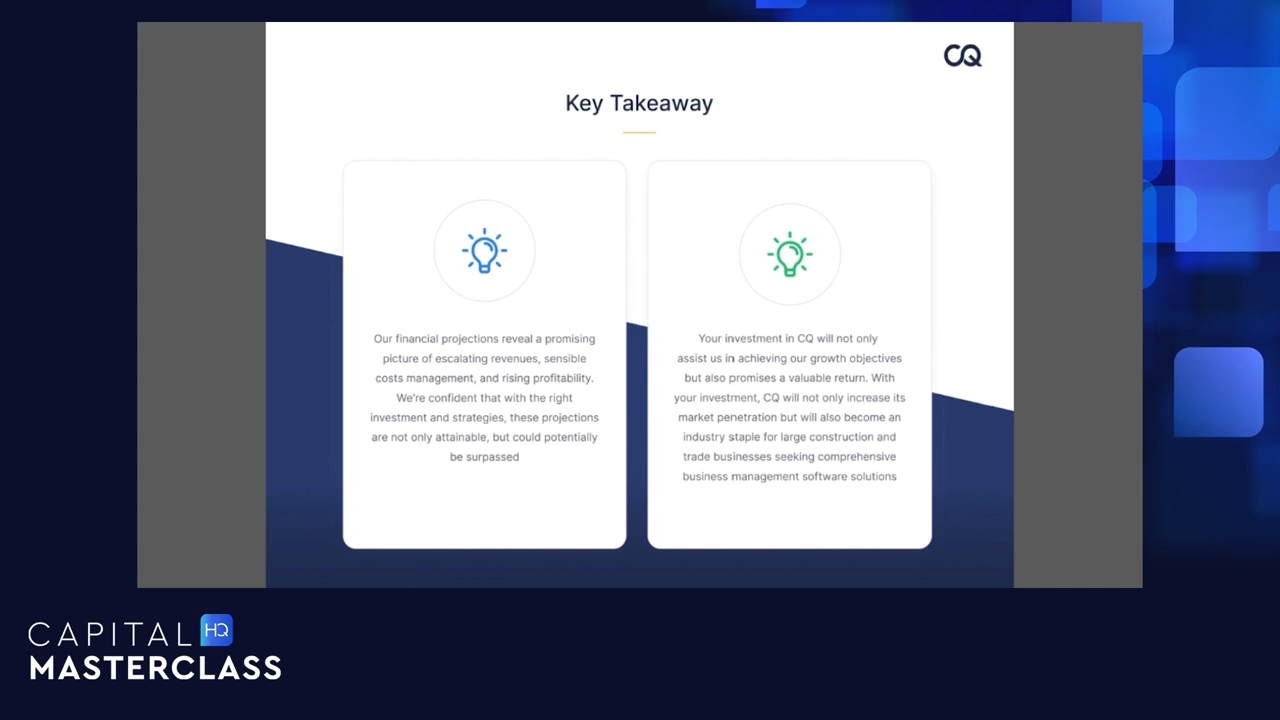 CQ
Key Takeaway
Our financial projections reveal a promising
picture of escalating revenues, sensible
costs management, and rising profitability.
We're confident that with the right
investment and strategies, these projections
are not only attainable, but could potentially
be surpassed
Your investment in CQ will not only
assist us in achieving our growth objectives
but also promises a valuable return. With
your investment, CQ will not only increase its
market penetration but will also become an
industry staple for large construction and
trade businesses seeking comprehensive
business management software solutions
CAPITAL HQ
MASTERCLASS